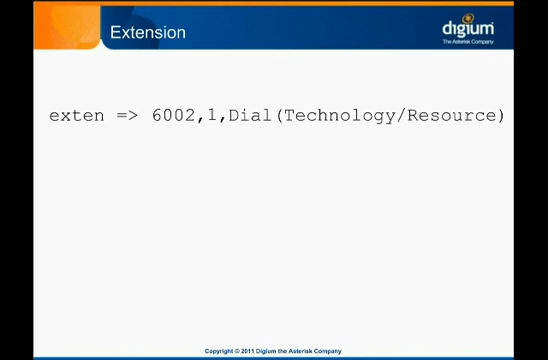 Extension
digium
The Asterisk Company
exten => 6002,1,Dial(Technology/Resource)
Copyright © 2011 Digium the Asterisk Company